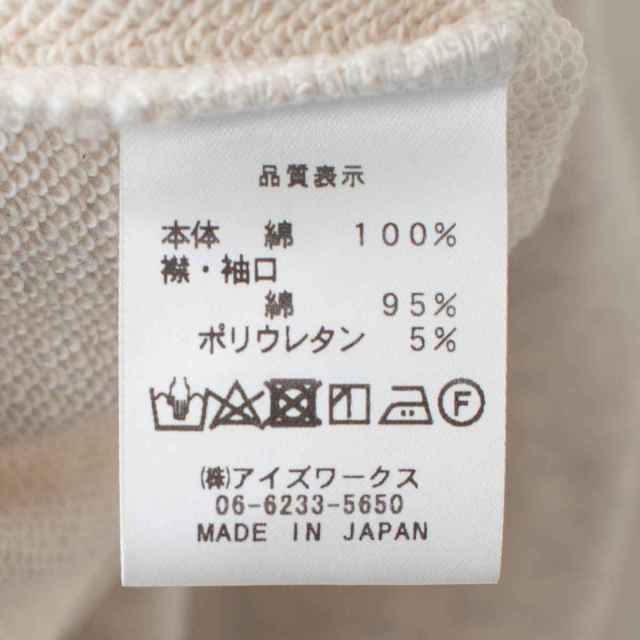 品質表示
本体 綿 100%
襟・袖口
綿 95%
ポリウレタン 5%
F
(株)アイズワークス
06-6233-5650
MADE IN JAPAN